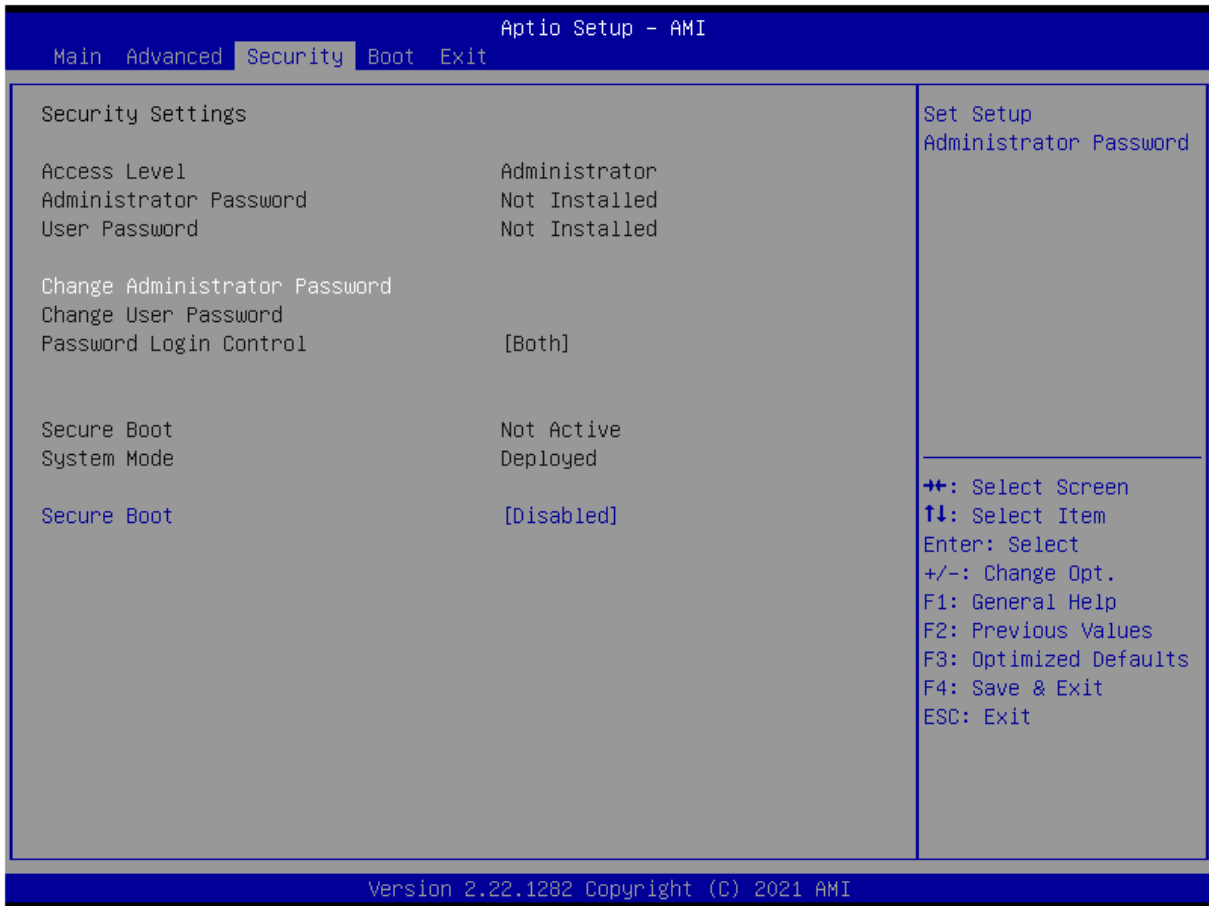 Aptio Setup – AMI
Main Advanced Security Boot Exit
Security Settings
Access Level Administrator
Administrator Password Not Installed
User Password Not Installed
Change Administrator Password
Change User Password
Password Login Control [Both]
Secure Boot Not Active
System Mode Deployed
Secure Boot [Disabled]
Set Setup
Administrator Password
→←: Select Screen
↑↓: Select Item
Enter: Select
+/-: Change Opt.
F1: General Help
F2: Previous Values
F3: Optimized Defaults
F4: Save & Exit
ESC: Exit
Version 2.22.1282 Copyright (C) 2021 AMI